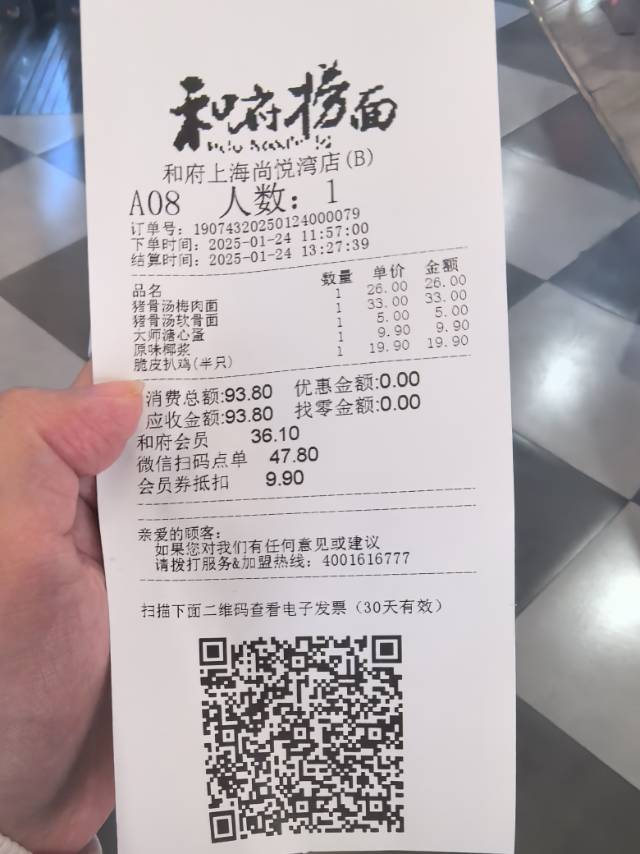 和府捞面
和府上海尚悦湾店(B)
A08 人数: 1
订单号: 19074320250124000079
下单时间: 2025-01-24 11:57:00
结算时间: 2025-01-24 13:27:39
品名 数量 单价 金额
猪骨汤梅肉面 1 26.00 26.00
猪骨汤软骨面 1 33.00 33.00
大师溏心蛋 1 5.00 5.00
原味椰浆 1 9.90 9.90
脆皮扒鸡(半只) 1 19.90 19.90
消费总额:93.80 优惠金额:0.00
应收金额:93.80 找零金额:0.00
和府会员 36.10
微信扫码点单 47.80
会员券抵扣 9.90
亲爱的顾客:
如果您对我们有任何意见或建议
请拨打服务&加盟热线: 4001616777
扫描下面二维码查看电子发票(30天有效)